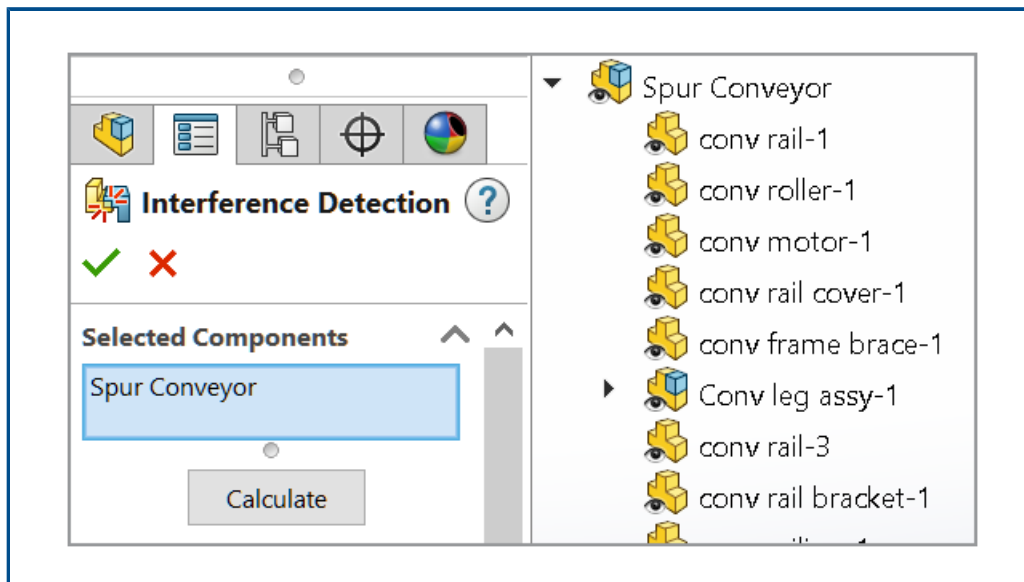 Interference Detection ?
Selected Components
Spur Conveyor
Calculate
Spur Conveyor
conv rail-1
conv roller-1
conv motor-1
conv rail cover-1
conv frame brace-1
Conv leg assy-1
conv rail-3
conv rail bracket-1